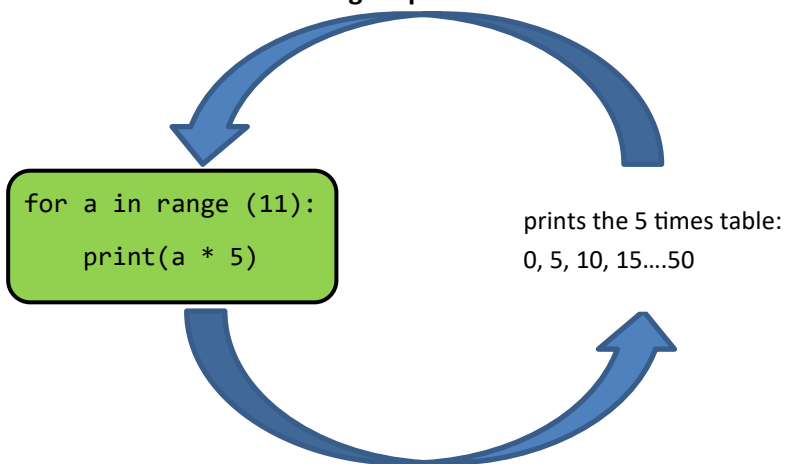 for a in range (11):
print(a * 5)
prints the 5 times table:
0, 5, 10, 15....50